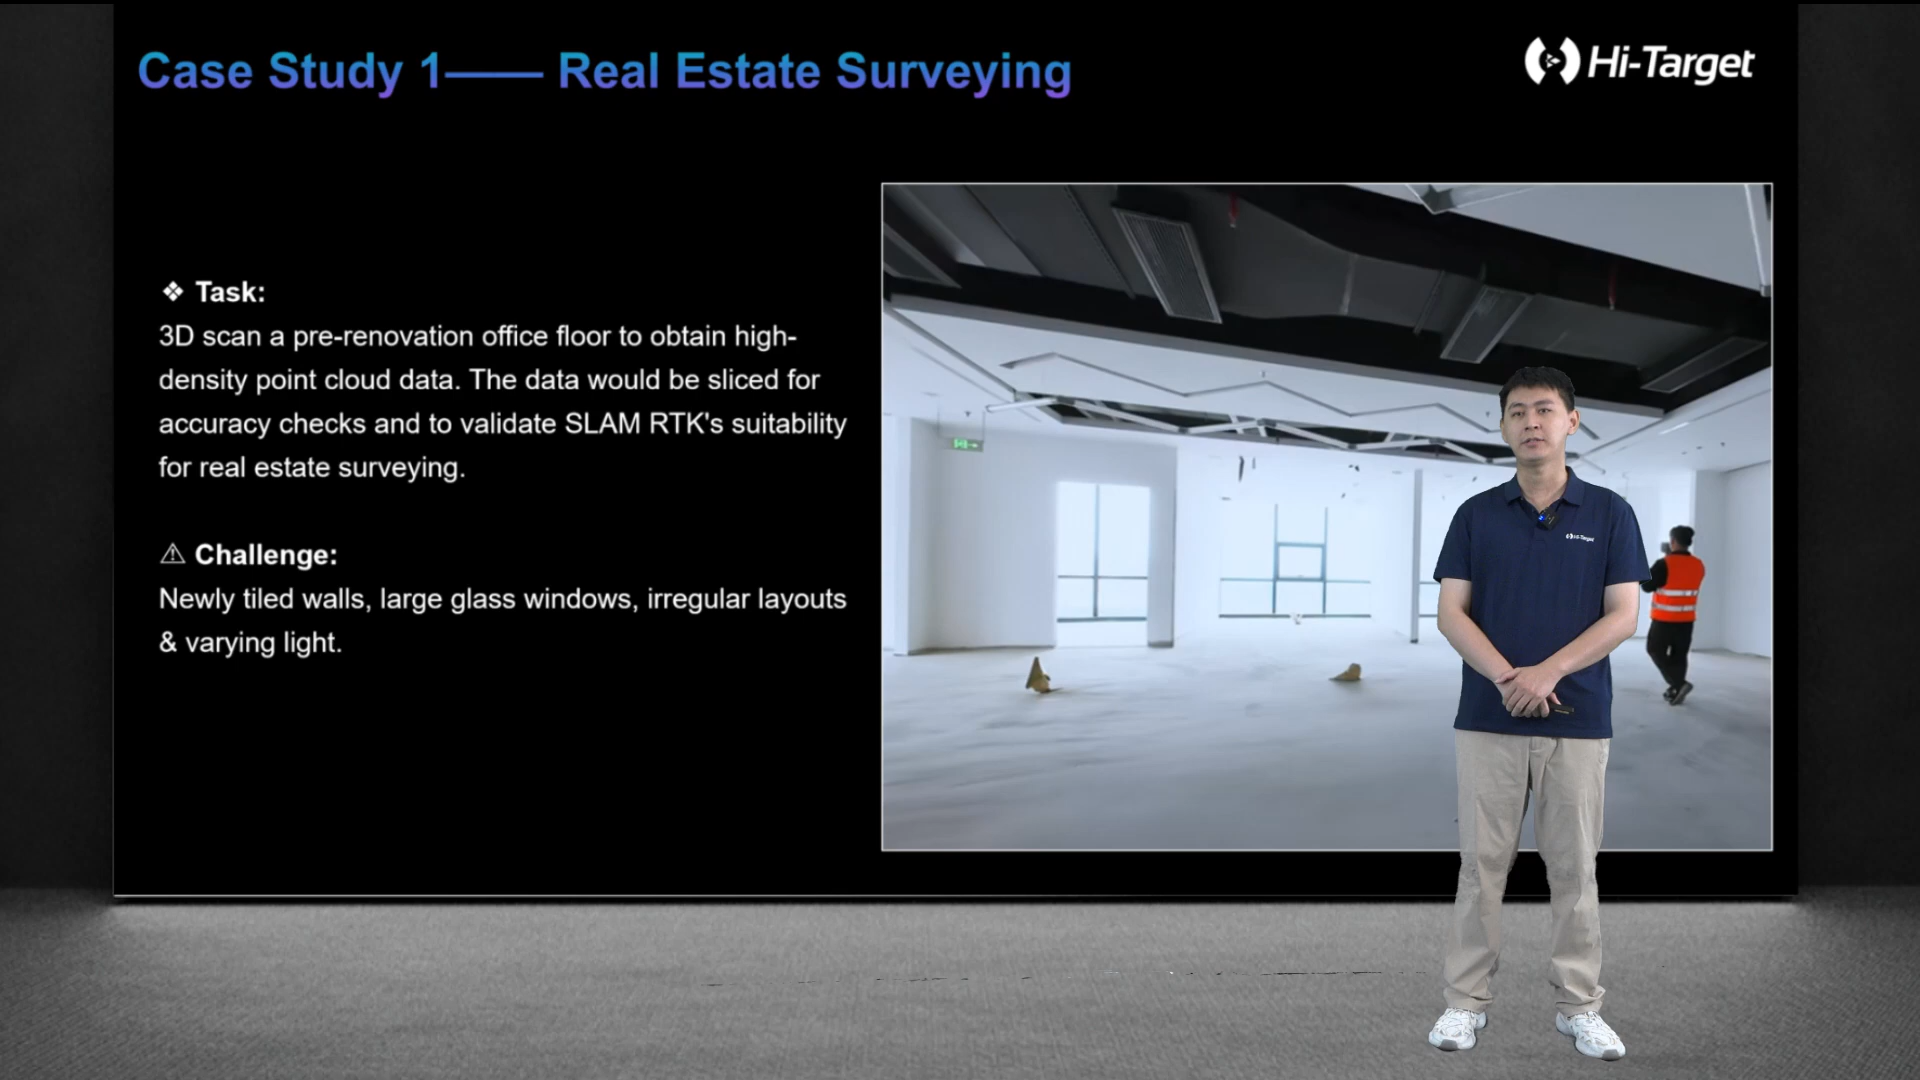 Case Study 1—— Real Estate Surveying
Hi-Target
❖ Task:
3D scan a pre-renovation office floor to obtain high-
density point cloud data. The data would be sliced for
accuracy checks and to validate SLAM RTK's suitability
for real estate surveying.
⚠ Challenge:
Newly tiled walls, large glass windows, irregular layouts
& varying light.
Hi-Target